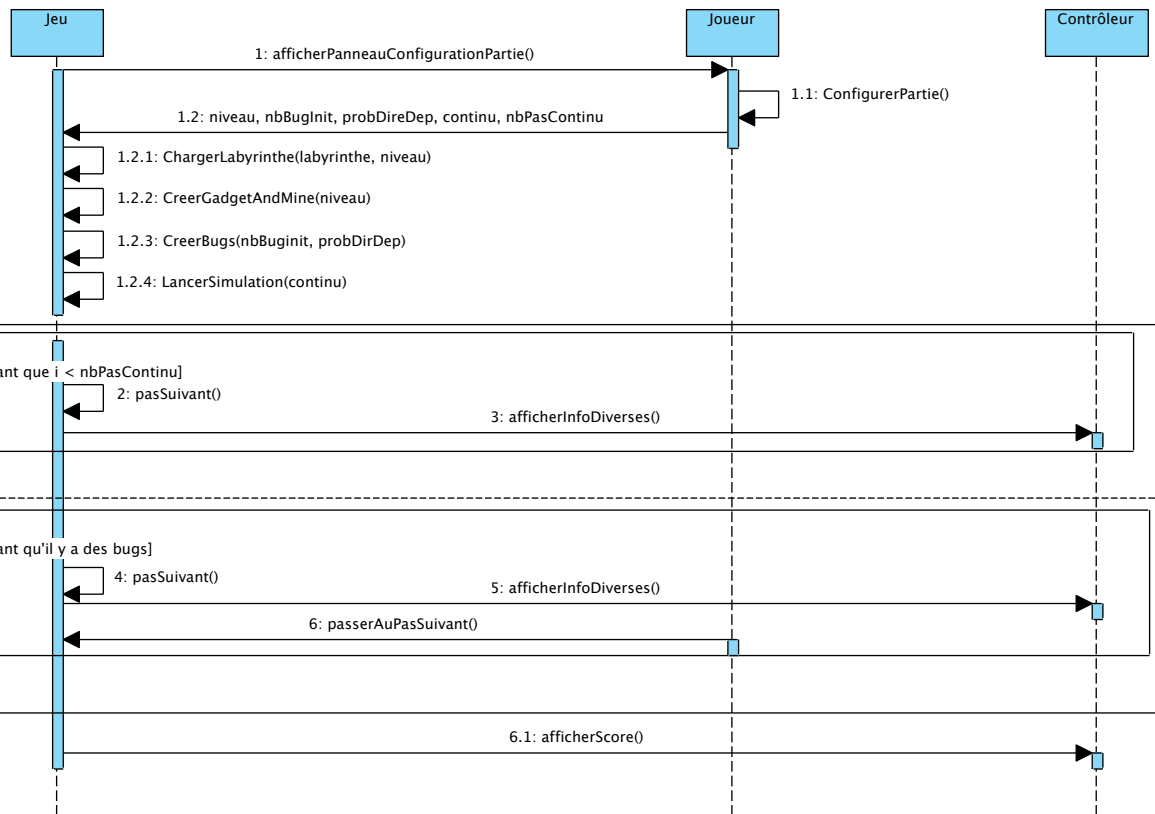 Jeu
Joueur
Contrôleur
1: afficherPanneauConfigurationPartie()
1.1: ConfigurerPartie()
1.2: niveau, nbBugInit, probDireDep, continu, nbPasContinu
1.2.1: ChargerLabyrinthe(labyrinthe, niveau)
1.2.2: CreerGadgetAndMine(niveau)
1.2.3: CreerBugs(nbBuginit, probDirDep)
1.2.4: LancerSimulation(continu)
ant que i < nbPasContinu]
2: pasSuivant()
3: afficherInfoDiverses()
ant qu'il y a des bugs]
4: pasSuivant()
5: afficherInfoDiverses()
6: passerAuPasSuivant()
6.1: afficherScore()